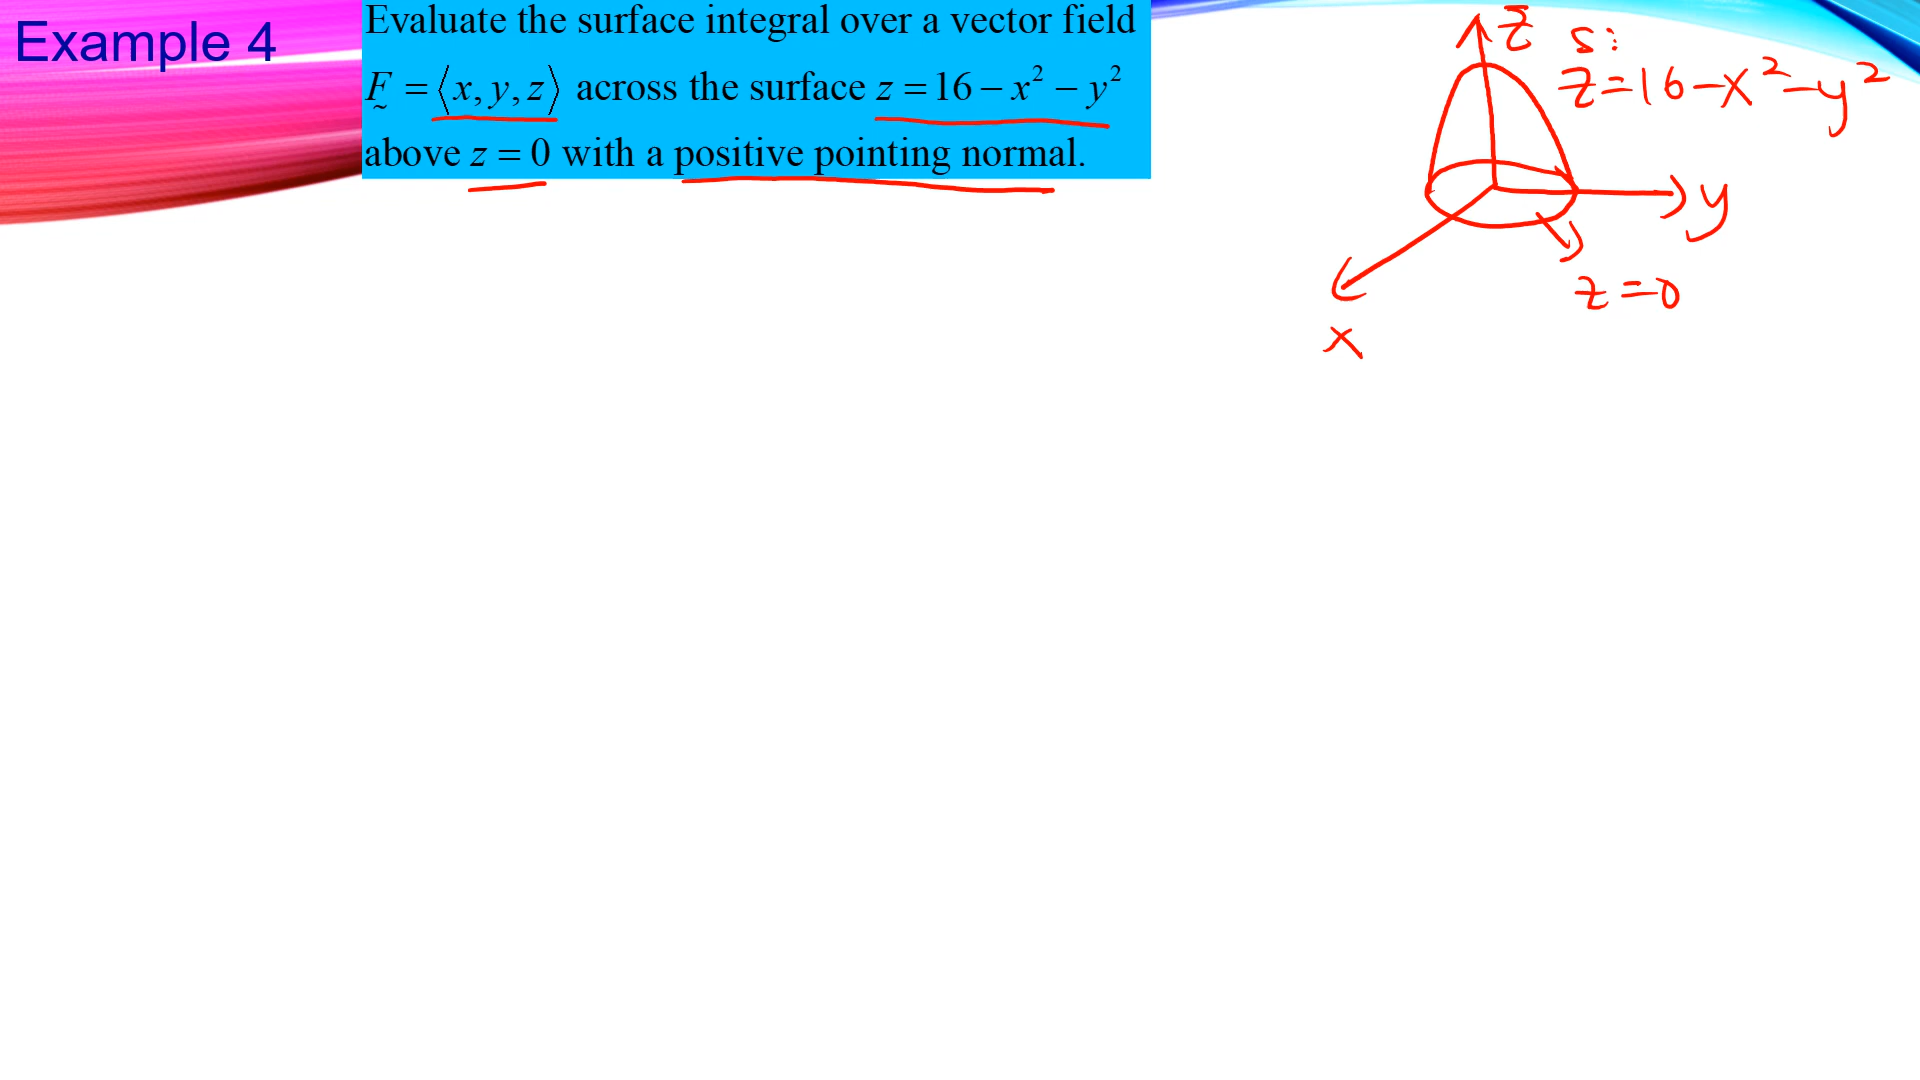 Example 4
Evaluate the surface integral over a vector field
F̰ = ⟨x, y, z⟩ across the surface z = 16 − x² − y²
above z = 0 with a positive pointing normal.
z
S:
z=16-x²-y²
y
z=0
x